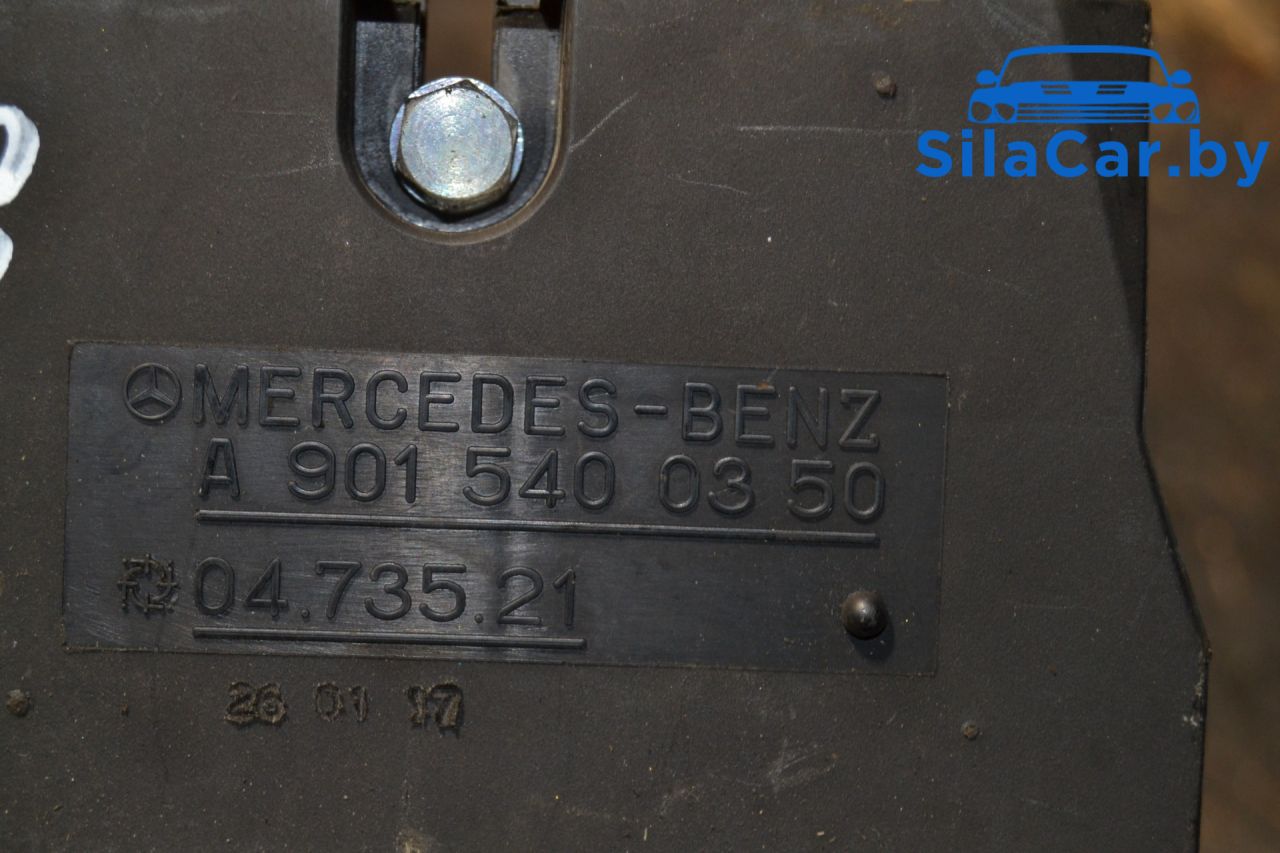 SilaCar.by
MERCEDES-BENZ
A 901 540 03 50
04.735.21
26 01 17